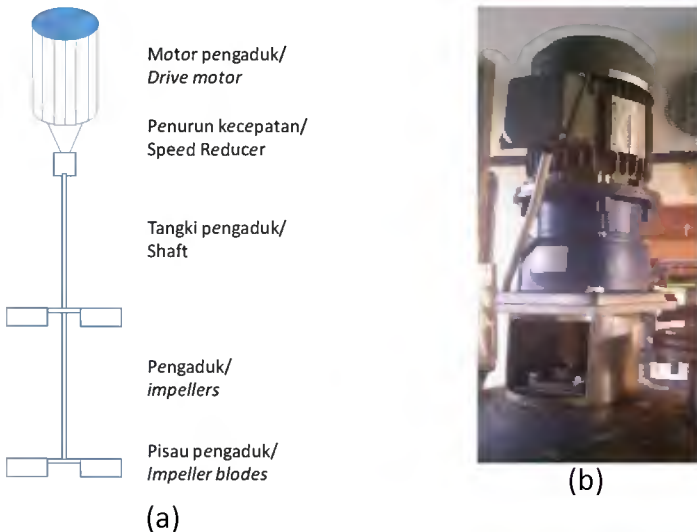 Motor pengaduk/
Drive motor
Penurun kecepatan/
Speed Reducer
Tangki pengaduk/
Shaft
Pengaduk/
impellers
Pisau pengaduk/
Impeller blodes
(a)
(b)